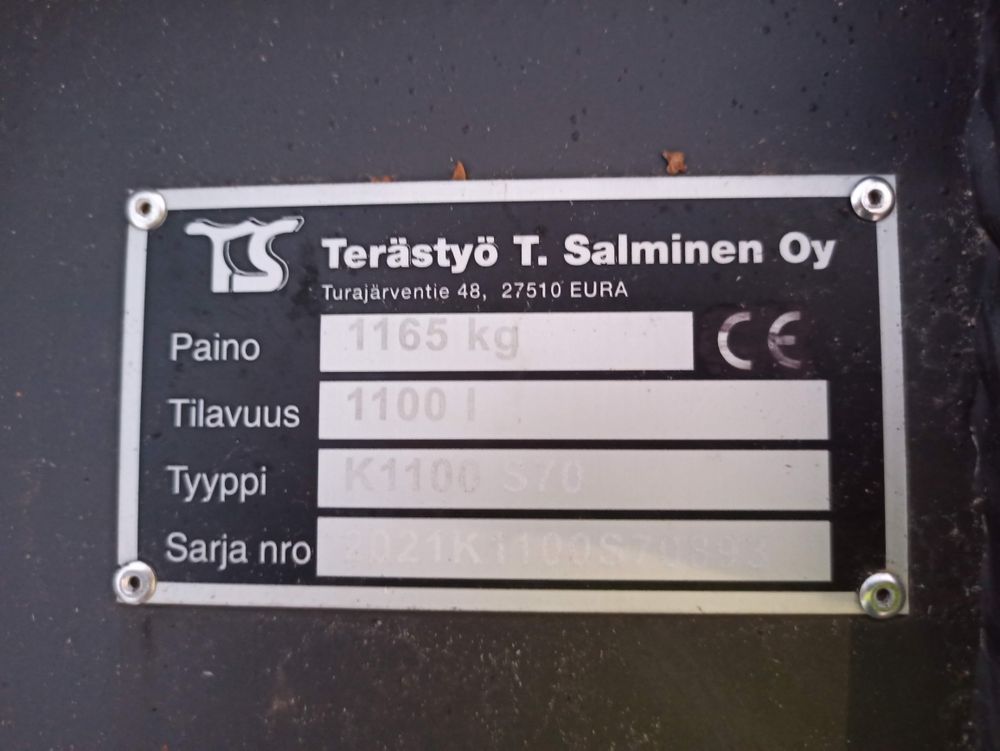 TS
Terästyö T. Salminen Oy
Turajärventie 48, 27510 EURA
Paino 1165 kg CE
Tilavuus 1100 l
Tyyppi K1100 S70
Sarja nro